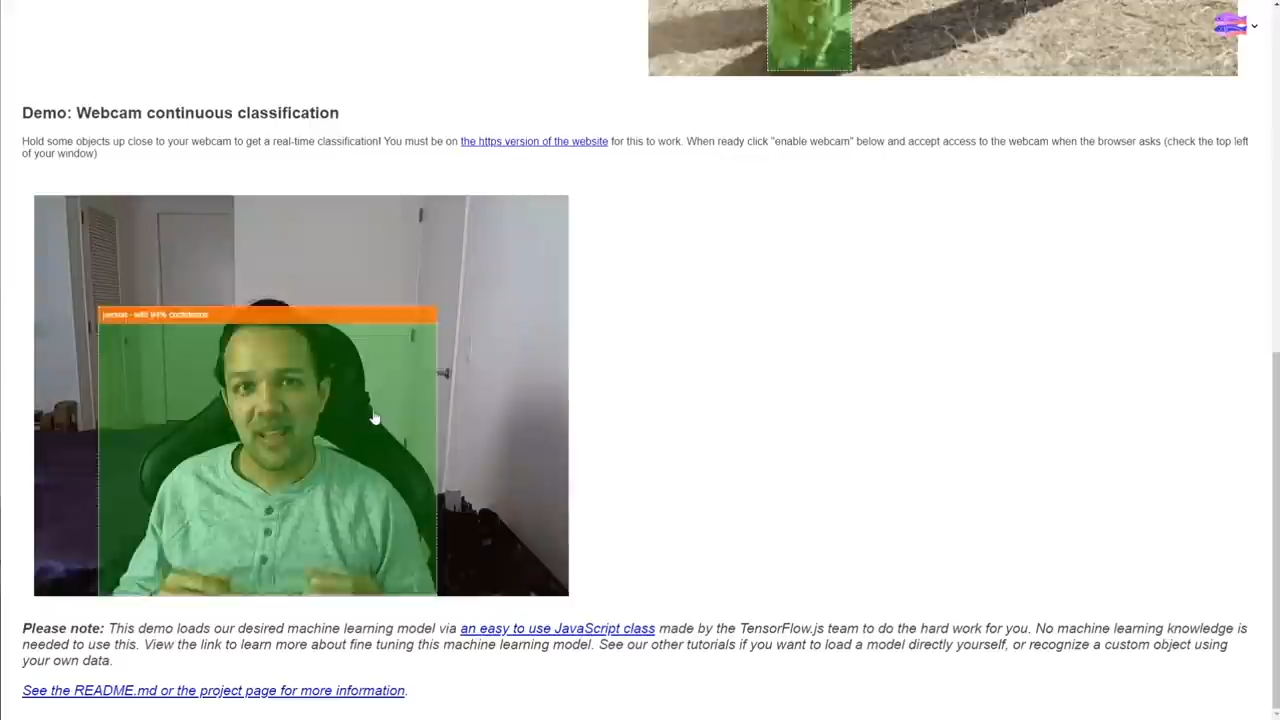 Demo: Webcam continuous classification
Hold some objects up close to your webcam to get a real-time classification! You must be on the https version of the website for this to work. When ready click "enable webcam" below and accept access to the webcam when the browser asks (check the top left
of your window)
person - with 94% confidence
Please note: This demo loads our desired machine learning model via an easy to use JavaScript class made by the TensorFlow.js team to do the hard work for you. No machine learning knowledge is
needed to use this. View the link to learn more about fine tuning this machine learning model. See our other tutorials if you want to load a model directly yourself, or recognize a custom object using
your own data.
See the README.md or the project page for more information.